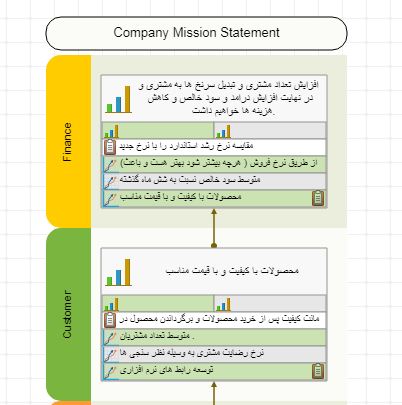 Company Mission Statement
Finance
افزایش تعداد مشتری و تبدیل سرنخ ها به مشتری و
در نهایت افزایش درامد و سود خالص و کاهش
هزینه ها خواهیم داشت.
مقایسه نرخ رشد استاندارد را با نرخ جدید
از طریق نرخ فروش ( هرچه بیشتر شود بهتر هست و باعث)
متوسط سود خالص نسبت به شش ماه گذشته
محصولات با کیفیت و با قیمت مناسب
Customer
محصولات با کیفیت و با قیمت مناسب
کیفیت پس از خرید محصولات و برگرداندن محصول در
متوسط تعداد مشتریان .
نرخ رضایت مشتری به وسیله نظر سنجی ها
توسعه رابط های نرم افزاری